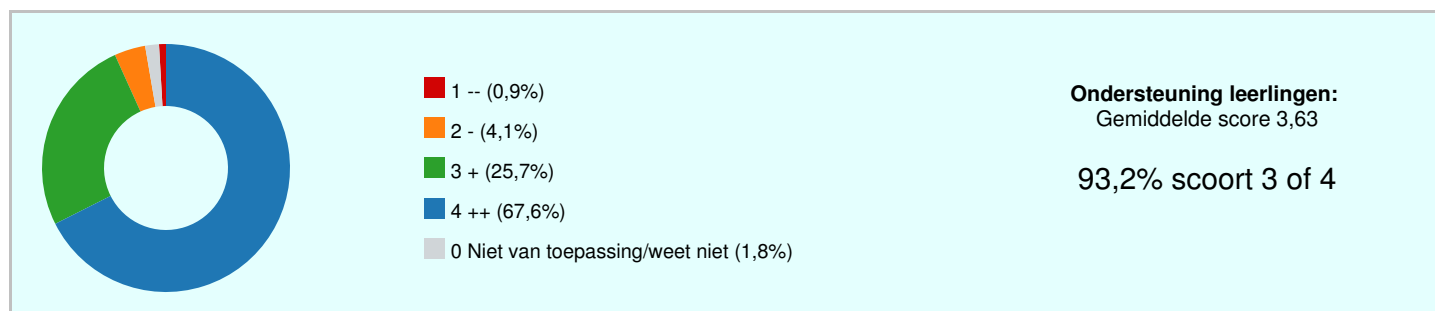 1 -- (0,9%)
2 - (4,1%)
3 + (25,7%)
4 ++ (67,6%)
0 Niet van toepassing/weet niet (1,8%)
Ondersteuning leerlingen:
Gemiddelde score 3,63
93,2% scoort 3 of 4